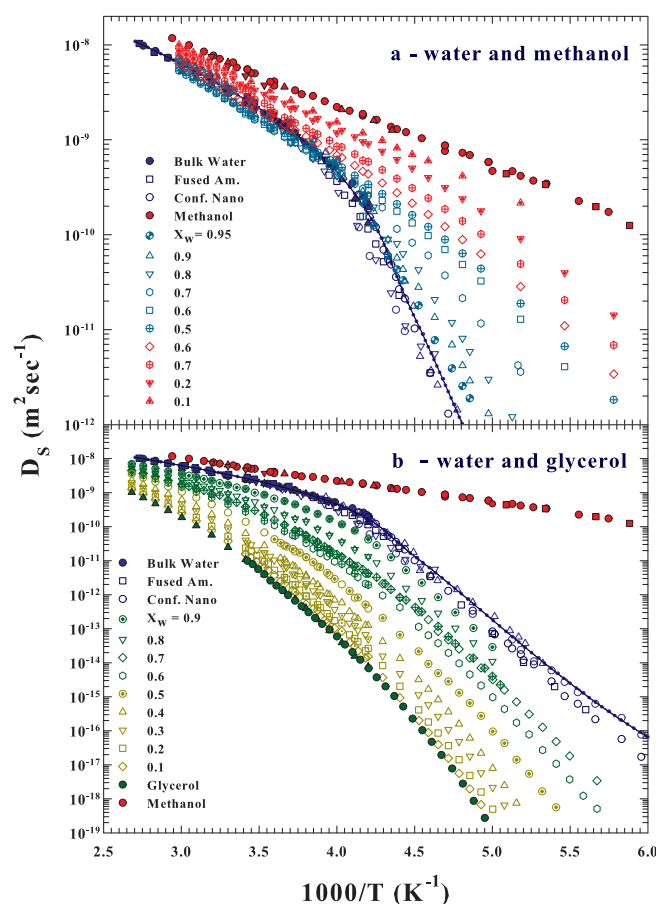 10⁻⁸
10⁻⁹
10⁻¹⁰
10⁻¹¹
10⁻¹²
a - water and methanol
Bulk Water
Fused Am.
Conf. Nano
Methanol
X_W = 0.95
0.9
0.8
0.7
0.6
0.5
0.6
0.7
0.2
0.1
D_S (m² sec⁻¹)
b - water and glycerol
10⁻⁸
10⁻⁹
10⁻¹⁰
10⁻¹¹
10⁻¹²
10⁻¹³
10⁻¹⁴
10⁻¹⁵
10⁻¹⁶
10⁻¹⁷
10⁻¹⁸
10⁻¹⁹
Bulk Water
Fused Am.
Conf. Nano
X_W = 0.9
0.8
0.7
0.6
0.5
0.4
0.3
0.2
0.1
Glycerol
Methanol
2.5 3.0 3.5 4.0 4.5 5.0 5.5 6.0
1000/T (K⁻¹)